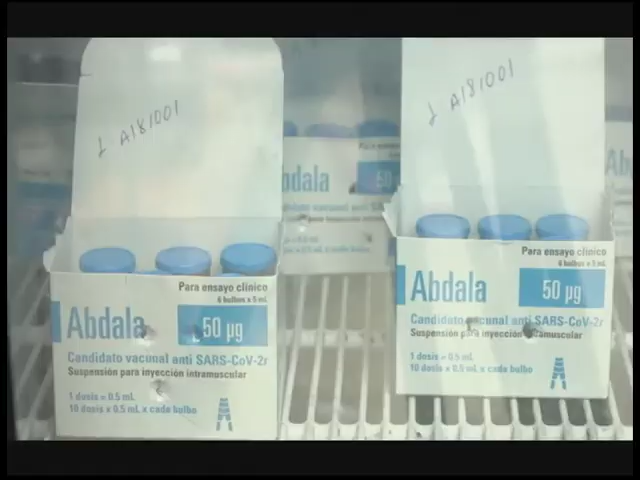 L A181001
Para ensayo clínico
6 bulbos x 5 mL
Abdala
50 µg
Candidato vacunal anti SARS-CoV-2r
Suspensión para inyección intramuscular
1 dosis = 0.5 mL
10 dosis x 0.5 mL x cada bulbo
L A181001
Para ensayo clínico
6 bulbos x 5 mL
Abdala
50 µg
Candidato vacunal anti SARS-CoV-2r
Suspensión para inyección intramuscular
1 dosis = 0.5 mL
10 dosis x 0.5 mL x cada bulbo
bdala
50
vacunal anti